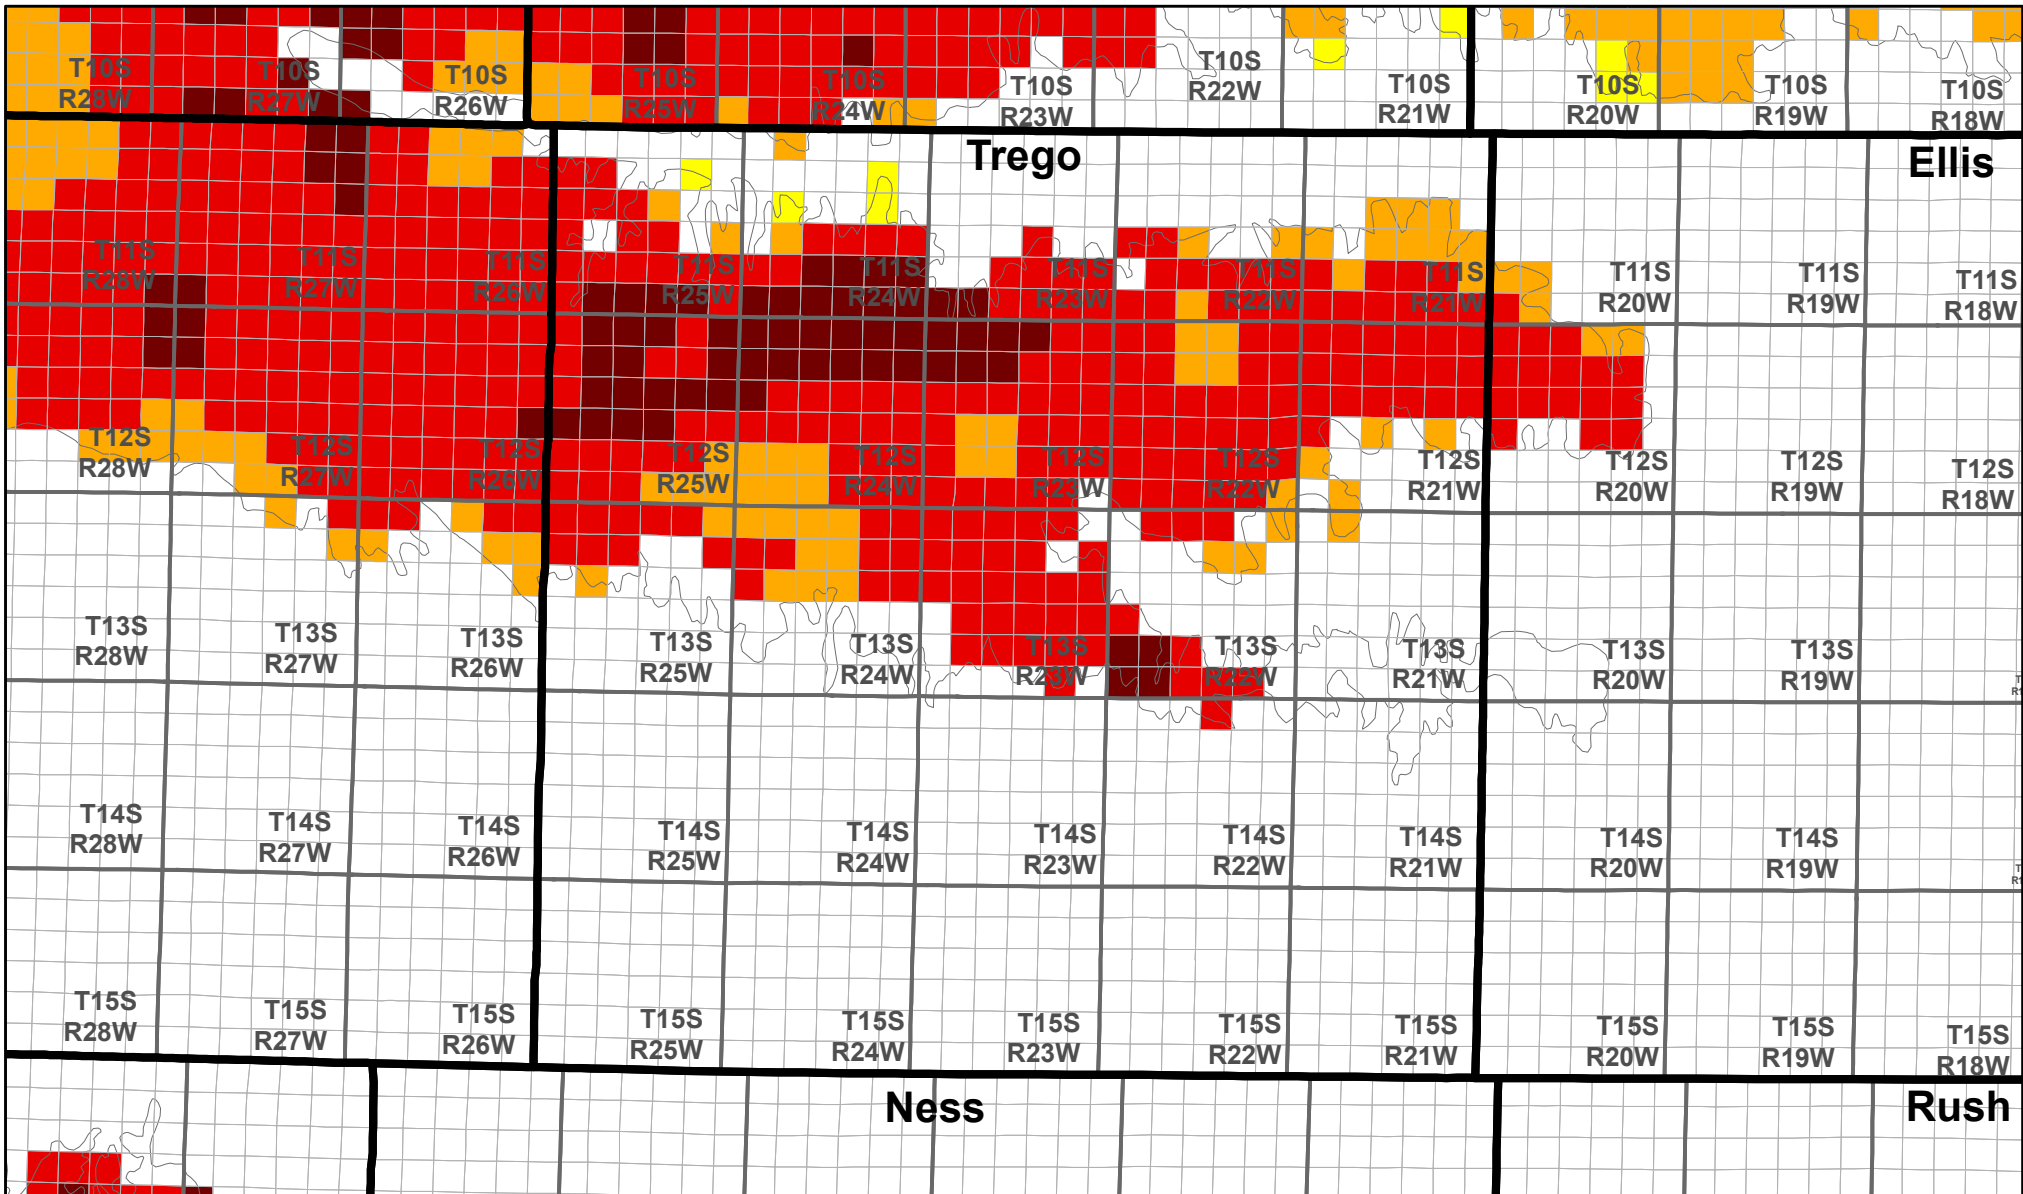 T10S
R28W
T10S
R27W
T10S
R26W
T10S
R25W
T10S
R24W
T10S
R23W
T10S
R22W
T10S
R21W
T10S
R20W
T10S
R19W
T10S
R18W
Trego
Ellis
T11S
R28W
T11S
R27W
T11S
R26W
T11S
R25W
T11S
R24W
T11S
R23W
T11S
R22W
T11S
R21W
T11S
R20W
T11S
R19W
T11S
R18W
T12S
R28W
T12S
R27W
T12S
R26W
T12S
R25W
T12S
R24W
T12S
R23W
T12S
R22W
T12S
R21W
T12S
R20W
T12S
R19W
T12S
R18W
T13S
R28W
T13S
R27W
T13S
R26W
T13S
R25W
T13S
R24W
T13S
R23W
T13S
R22W
T13S
R21W
T13S
R20W
T13S
R19W
T14S
R28W
T14S
R27W
T14S
R26W
T14S
R25W
T14S
R24W
T14S
R23W
T14S
R22W
T14S
R21W
T14S
R20W
T14S
R19W
T15S
R28W
T15S
R27W
T15S
R26W
T15S
R25W
T15S
R24W
T15S
R23W
T15S
R22W
T15S
R21W
T15S
R20W
T15S
R19W
T15S
R18W
Ness
Rush